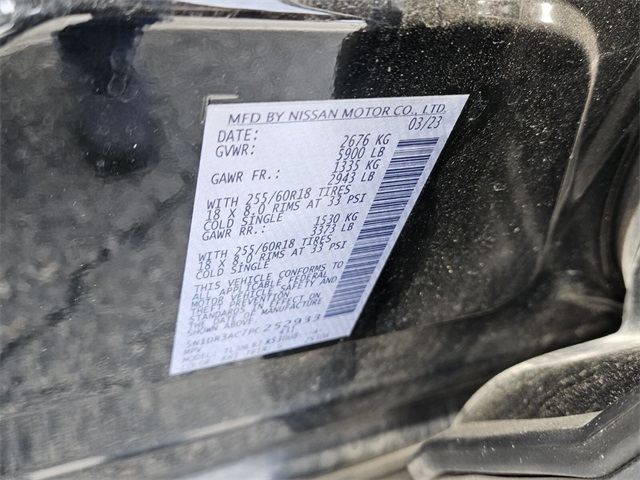 MFD BY NISSAN MOTOR CO., LTD.
DATE: 03/23
GVWR: 2676 KG
5900 LB
GAWR FR.: 1335 KG
2943 LB
WITH 255/60R18 TIRES
18 X 8.0 RIMS AT 33 PSI
COLD SINGLE
GAWR RR.: 1530 KG
3373 LB
WITH 255/60R18 TIRES
18 X 8.0 RIMS AT 33 PSI
COLD SINGLE
THIS VEHICLE CONFORMS TO
ALL APPLICABLE FEDERAL
MOTOR VEHICLE SAFETY AND
THEFT PREVENTION
STANDARDS IN EFFECT ON
THE DATE OF MANUFACTURE
SHOWN ABOVE.
MPV